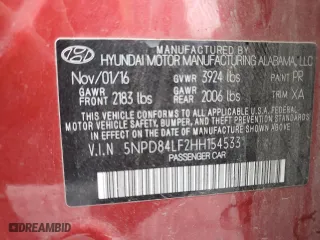 MANUFACTURED BY
HYUNDAI MOTOR MANUFACTURING ALABAMA, LLC
Nov/01/16 GVWR 3924 lbs PAINT PR
GAWR FRONT 2183 lbs GAWR REAR 2006 lbs TRIM XA
THIS VEHICLE CONFORMS TO ALL APPLICABLE U.S.A. FEDERAL
MOTOR VEHICLE SAFETY, BUMPER, AND THEFT PREVENTION
STANDARDS IN EFFECT ON THE DATE OF MANUFACTURE SHOWN ABOVE.
V.I.N 5NPD84LF2HH154533
PASSENGER CAR
DREAMBID